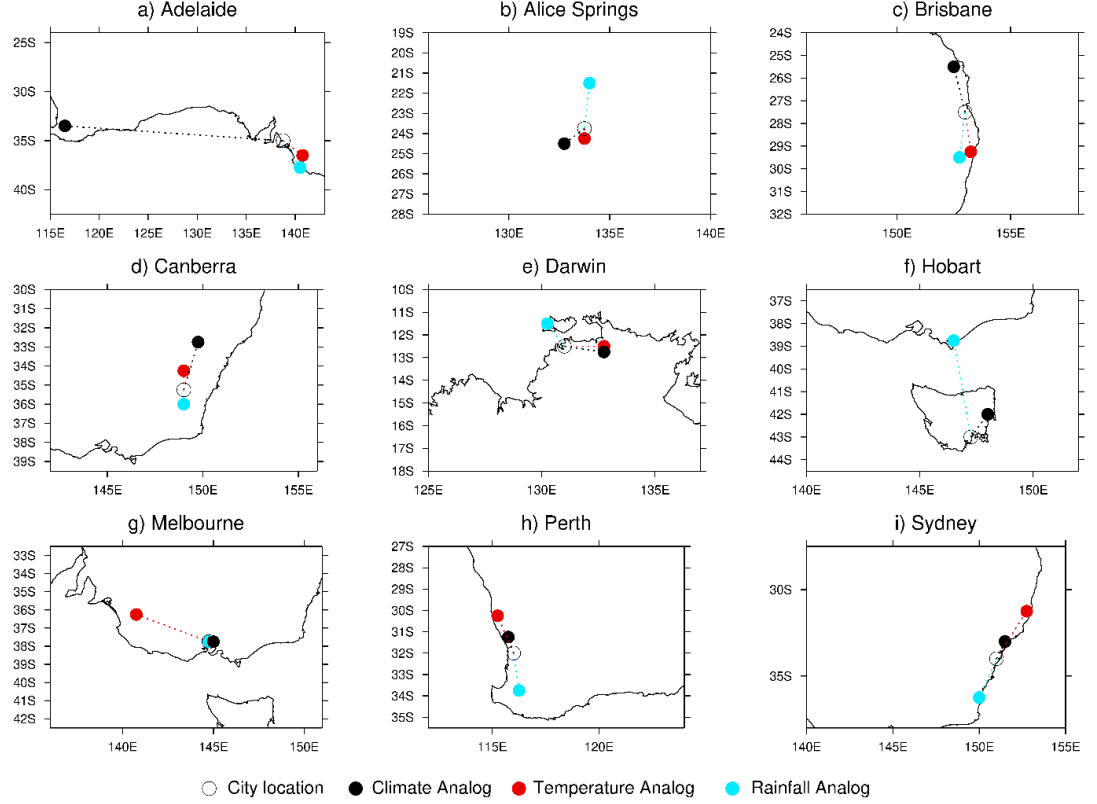 a) Adelaide
25S
30S
35S
40S
115E 120E 125E 130E 135E 140E
b) Alice Springs
19S
20S
21S
22S
23S
24S
25S
26S
27S
28S
130E 135E 140E
c) Brisbane
24S
25S
26S
27S
28S
29S
30S
31S
32S
150E 155E
d) Canberra
30S
31S
32S
33S
34S
35S
36S
37S
38S
39S
145E 150E 155E
e) Darwin
10S
11S
12S
13S
14S
15S
16S
17S
18S
125E 130E 135E
f) Hobart
37S
38S
39S
40S
41S
42S
43S
44S
140E 145E 150E
g) Melbourne
33S
34S
35S
36S
37S
38S
39S
40S
41S
42S
43S
140E 145E 150E
h) Perth
27S
28S
29S
30S
31S
32S
33S
34S
35S
115E 120E
i) Sydney
30S
35S
140E 145E 150E 155E
City location Climate Analog Temperature Analog Rainfall Analog